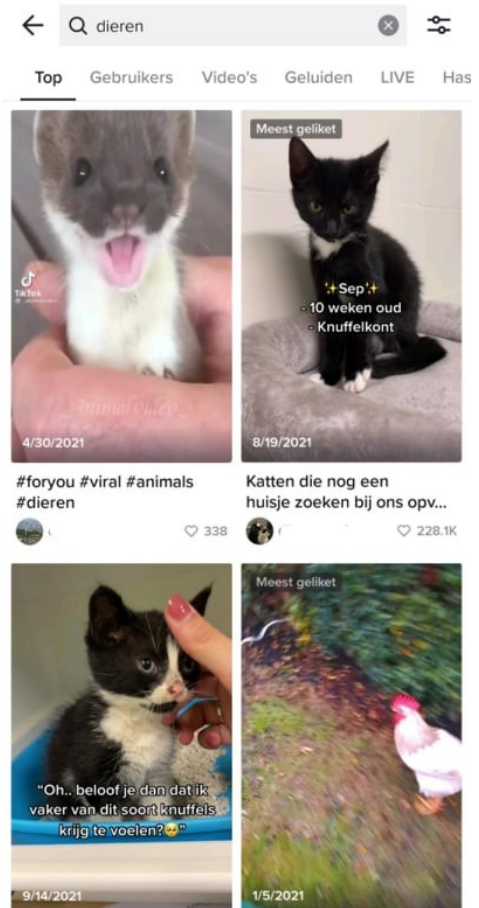 dieren
Top Gebruikers Video's Geluiden LIVE Has
TikTok
4/30/2021
#foryou #viral #animals
#dieren
338
Meest geliket
✨Sep✨
- 10 weken oud
- Knuffelkont
8/19/2021
Katten die nog een
huisje zoeken bij ons opv...
228.1K
"Oh.. beloof je dan dat ik
vaker van dit soort knuffels
krijg te voelen?🥺"
9/14/2021
Meest geliket
1/5/2021